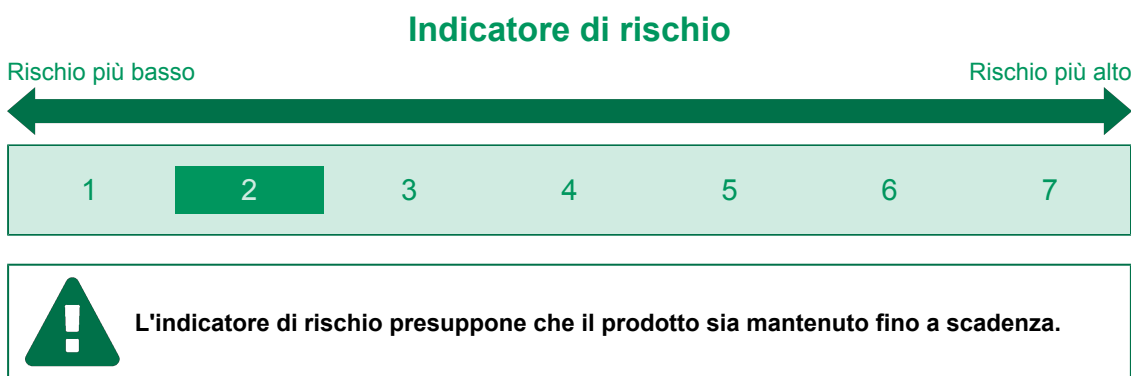 Indicatore di rischio
Rischio più basso Rischio più alto
1 2 3 4 5 6 7
L'indicatore di rischio presuppone che il prodotto sia mantenuto fino a scadenza.